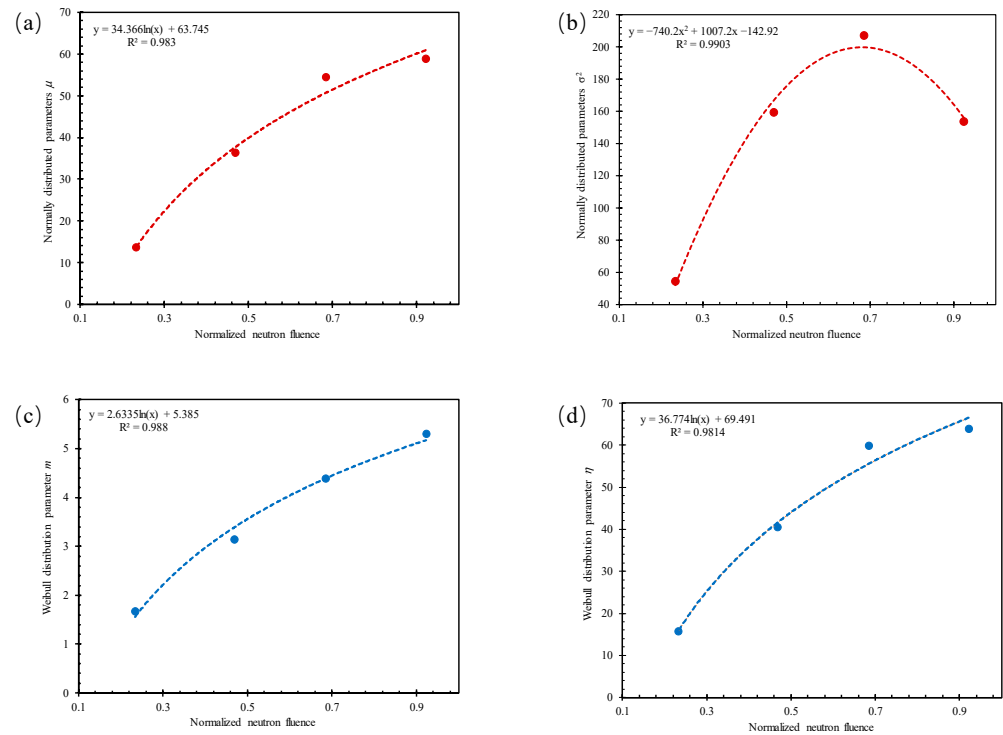 (a)
y = 34.366ln(x) + 63.745
R² = 0.983
Normally distributed parameters μ
70
60
50
40
30
20
10
0
0.1
0.3
0.5
0.7
0.9
Normalized neutron fluence
(b)
y = −740.2x² + 1007.2x −142.92
R² = 0.9903
Normally distributed parameters σ²
220
200
180
160
140
120
100
80
60
40
0.1
0.3
0.5
0.7
0.9
Normalized neutron fluence
(c)
y = 2.6335ln(x) + 5.385
R² = 0.988
Weibull distribution parameter m
6
5
4
3
2
1
0
0.1
0.3
0.5
0.7
0.9
Normalized neutron fluence
(d)
y = 36.774ln(x) + 69.491
R² = 0.9814
Weibull distribution parameter η
70
60
50
40
30
20
10
0
0.1
0.3
0.5
0.7
0.9
Normalized neutron fluence